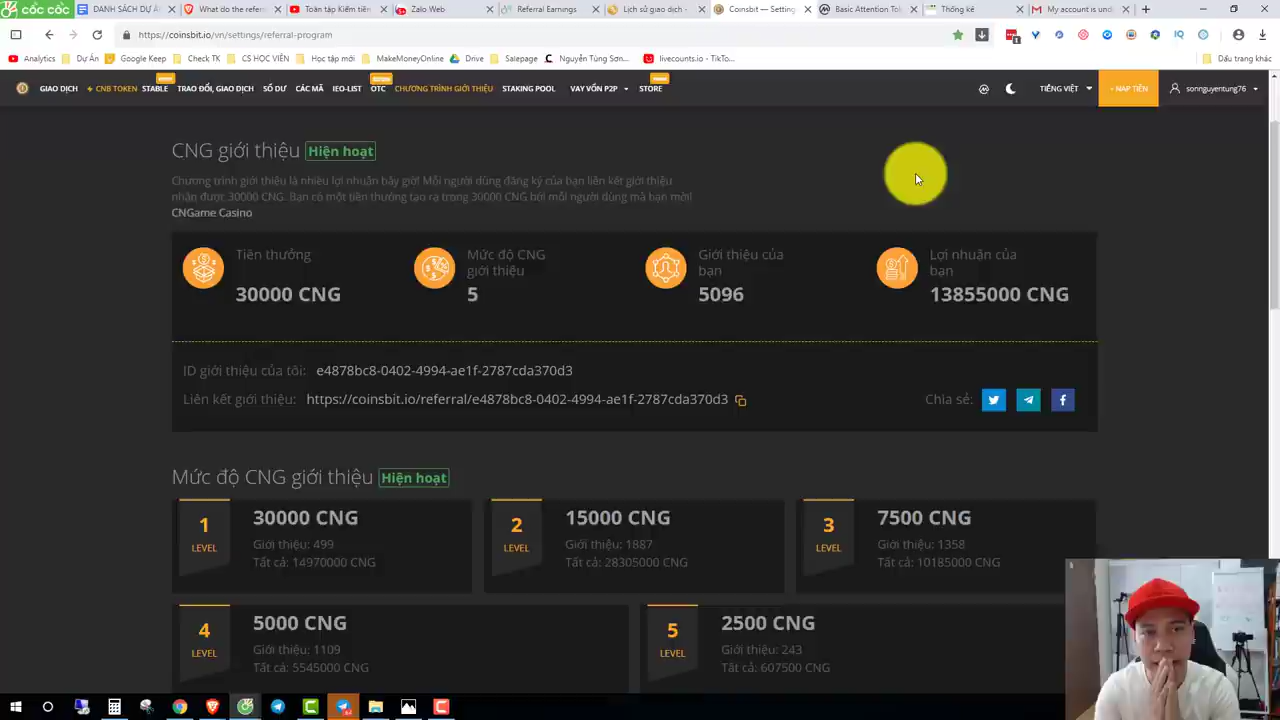 cốc cốc
DANH SÁCH DỰ Á
What do the referr
Toàn tập Kiếm tiền
Zalo Web
Referral Earnings
Lịch sử giao dịch -
Coinsbit — Setting
Basic Attention Tok
Thống kê
My account is und
https://coinsbit.io/vn/settings/referral-program
Analytics
Dự Án
Google Keep
Check TK
CS HỌC VIÊN
Học tập mới
MakeMoneyOnline
Drive
Salepage
Nguyễn Tùng Sơn...
livecounts.io - TikTo...
Dấu trang khác
GIAO DỊCH
CNB TOKEN
STABLE
TRAO ĐỔI, GIAO DỊCH
SỐ DƯ
CÁC MÃ
IEO-LIST
OTC
CHƯƠNG TRÌNH GIỚI THIỆU
STAKING POOL
VAY VỐN P2P
STORE
TIẾNG VIỆT
+ NẠP TIỀN
sonnguyentung76
CNG giới thiệu Hiện hoạt
Chương trình giới thiệu là nhiều lợi nhuận bây giờ! Mỗi người dùng đăng ký của bạn liên kết giới thiệu
nhận được 30000 CNG. Bạn có một tiền thưởng tạo ra trong 30000 CNG bởi mỗi người dùng mà bạn mời!
CNGame Casino
Tiền thưởng
30000 CNG
Mức độ CNG
giới thiệu
5
Giới thiệu của
bạn
5096
Lợi nhuận của
bạn
13855000 CNG
ID giới thiệu của tôi: e4878bc8-0402-4994-ae1f-2787cda370d3
Liên kết giới thiệu: https://coinsbit.io/referral/e4878bc8-0402-4994-ae1f-2787cda370d3
Chia sẻ:
Mức độ CNG giới thiệu Hiện hoạt
1
LEVEL
30000 CNG
Giới thiệu: 499
Tất cả: 14970000 CNG
2
LEVEL
15000 CNG
Giới thiệu: 1887
Tất cả: 28305000 CNG
3
LEVEL
7500 CNG
Giới thiệu: 1358
Tất cả: 10185000 CNG
4
LEVEL
5000 CNG
Giới thiệu: 1109
Tất cả: 5545000 CNG
5
LEVEL
2500 CNG
Giới thiệu: 243
Tất cả: 607500 CNG